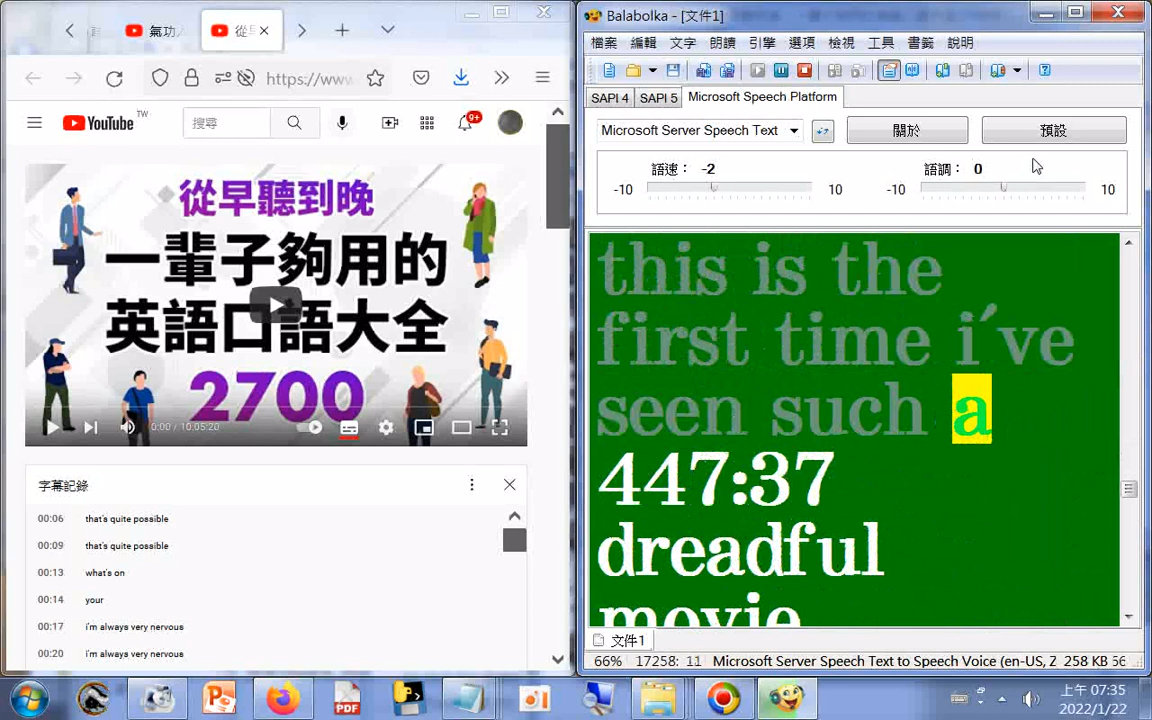 氣功
從
https://www
YouTube TW
搜尋
9+
從早聽到晚
一輩子夠用的
英語口語大全
2700
0:00 / 10:05:20
字幕記錄
00:06 that's quite possible
00:09 that's quite possible
00:13 what's on
00:14 your
00:17 i'm always very nervous
00:20 i'm always very nervous
Balabolka - [文件1]
檔案 編輯 文字 朗讀 引擎 選項 檢視 工具 書籤 說明
SAPI 4 SAPI 5 Microsoft Speech Platform
Microsoft Server Speech Text 關於 預設
語速： -2 語調： 0
-10 10 -10 10
this is the
first time i've
seen such a
447:37
dreadful
movie
文件1
66% 17258: 11 Microsoft Server Speech Text to Speech Voice (en-US, Z 258 KB 56
PDF
上午 07:35
2022/1/22